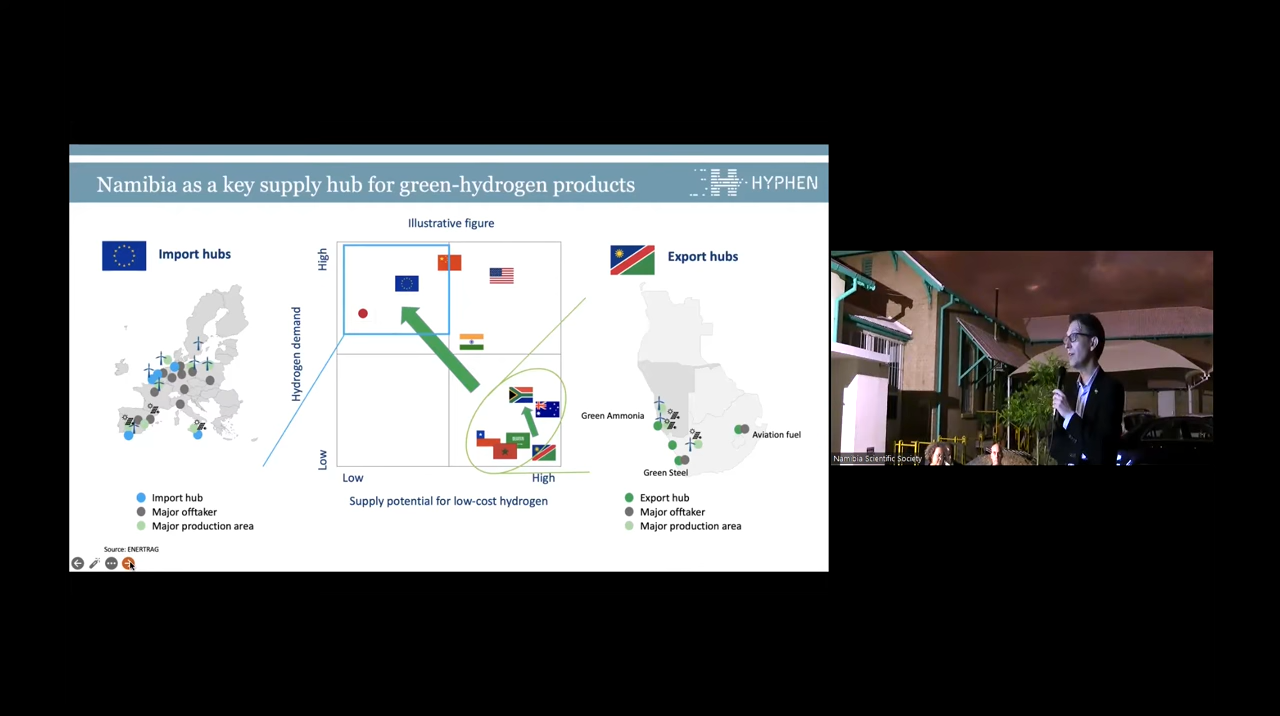 Namibia as a key supply hub for green-hydrogen products
HYPHEN
Illustrative figure
Import hubs
Export hubs
High
Hydrogen demand
Low
Low
High
Supply potential for low-cost hydrogen
Green Ammonia
Aviation fuel
Green Steel
Import hub
Major offtaker
Major production area
Export hub
Major offtaker
Major production area
Source: ENERTRAG
Namibia Scientific Society